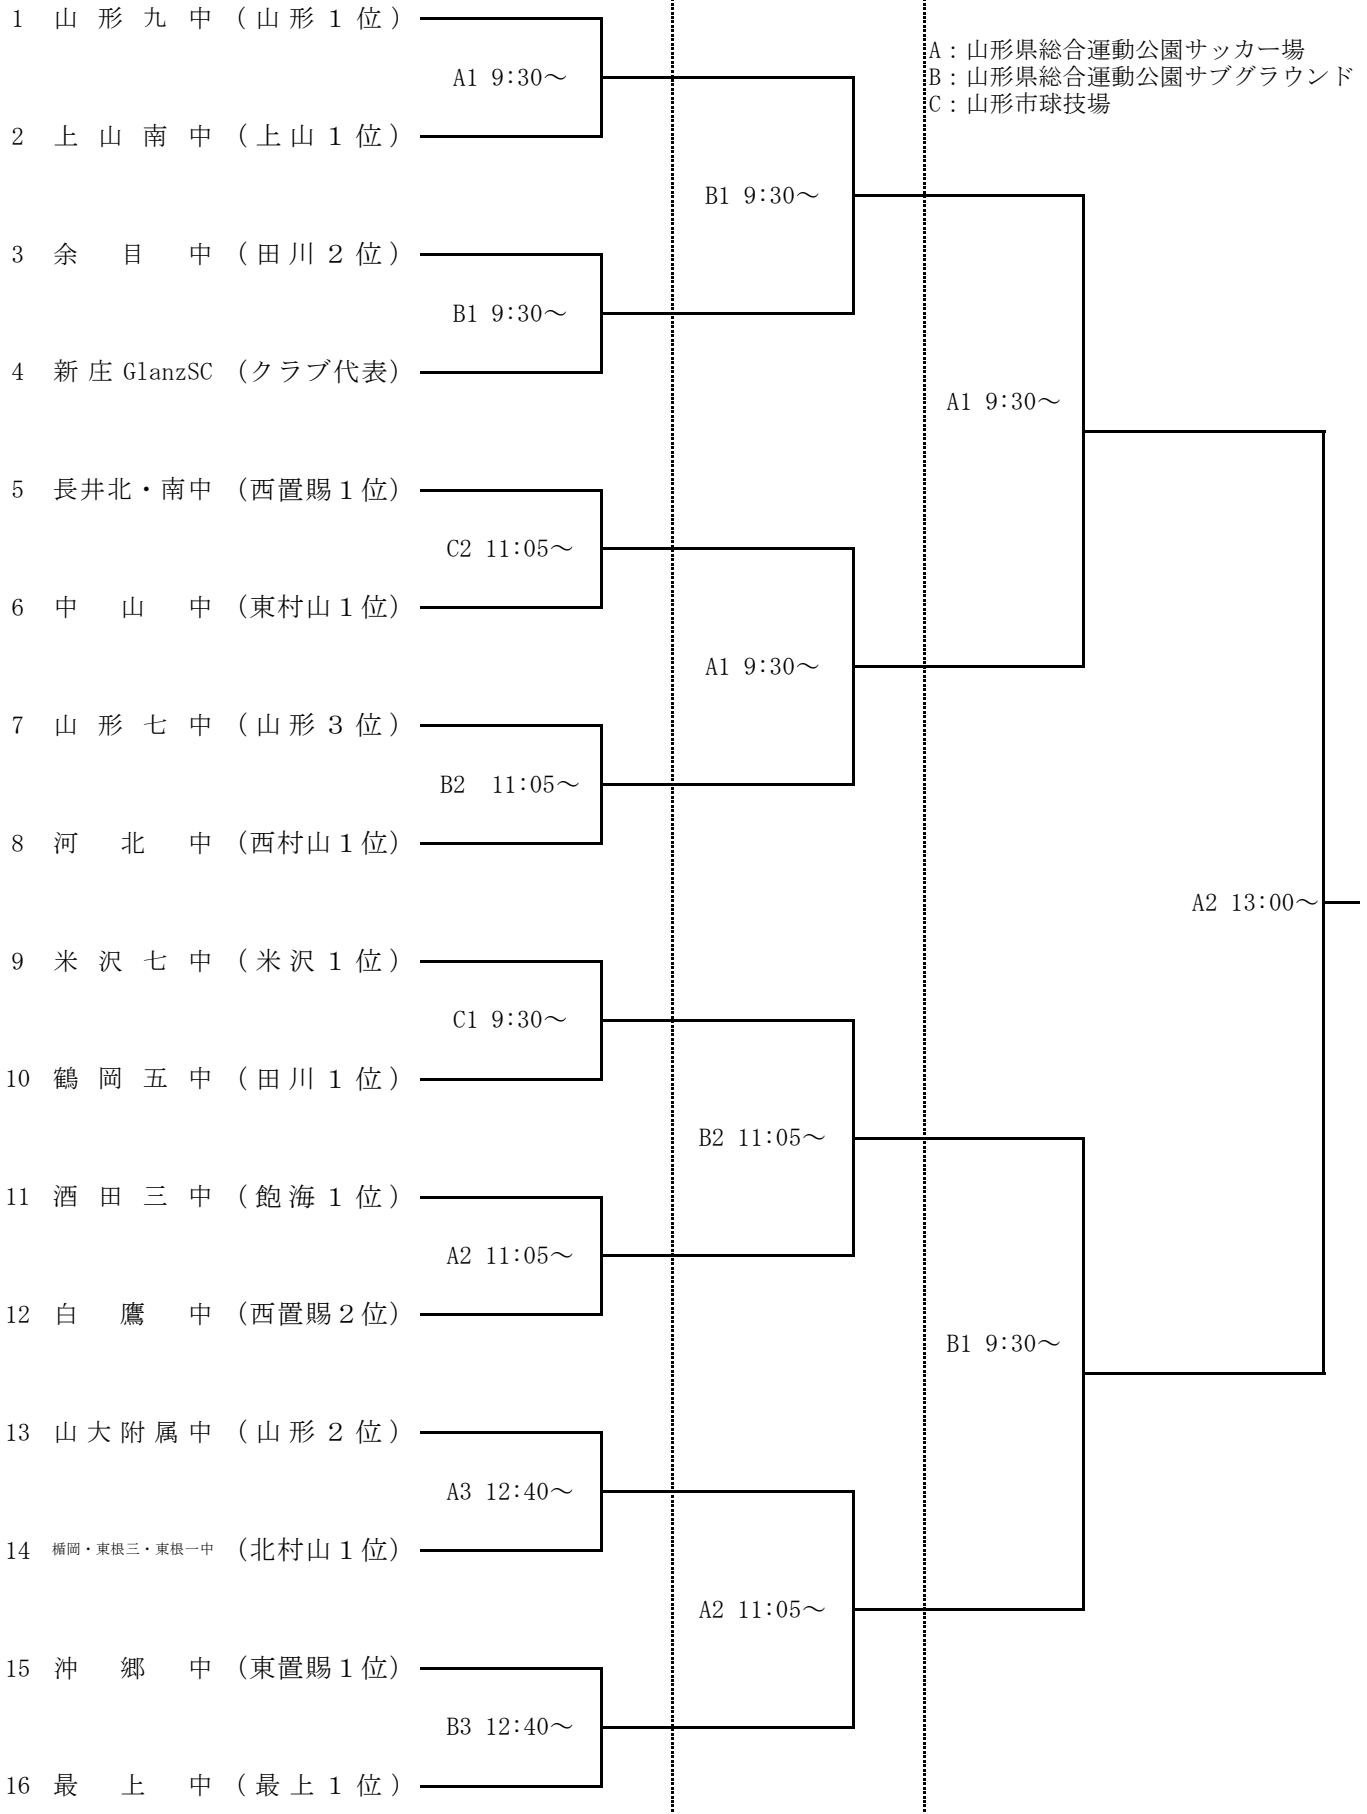 1 山形九中 (山形１位)
A：山形県総合運動公園サッカー場
B：山形県総合運動公園サブグラウンド
C：山形市球技場
A1 9:30～
2 上山南中 (上山１位)
B1 9:30～
3 余目中 (田川２位)
B1 9:30～
4 新庄GlanzSC (クラブ代表)
A1 9:30～
5 長井北・南中 (西置賜１位)
C2 11:05～
6 中山中 (東村山１位)
A1 9:30～
7 山形七中 (山形３位)
B2 11:05～
8 河北中 (西村山１位)
A2 13:00～
9 米沢七中 (米沢１位)
C1 9:30～
10 鶴岡五中 (田川１位)
B2 11:05～
11 酒田三中 (飽海１位)
A2 11:05～
12 白鷹中 (西置賜２位)
B1 9:30～
13 山大附属中 (山形２位)
A3 12:40～
14 楯岡・東根三・東根一中 (北村山１位)
A2 11:05～
15 沖郷中 (東置賜１位)
B3 12:40～
16 最上中 (最上１位)